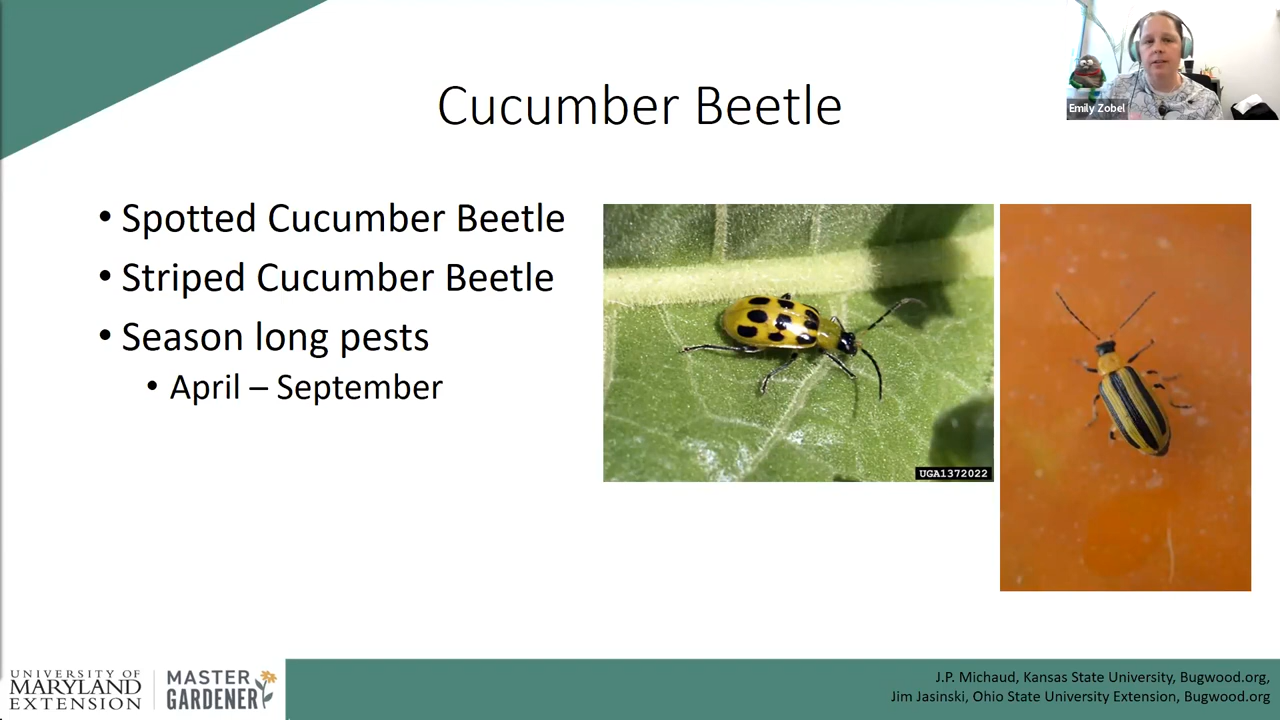 Emily Zobel
Cucumber Beetle
• Spotted Cucumber Beetle
• Striped Cucumber Beetle
• Season long pests
• April – September
UGA1372022
UNIVERSITY OF
MARYLAND
EXTENSION
MASTER
GARDENER
J.P. Michaud, Kansas State University, Bugwood.org,
Jim Jasinski, Ohio State University Extension, Bugwood.org